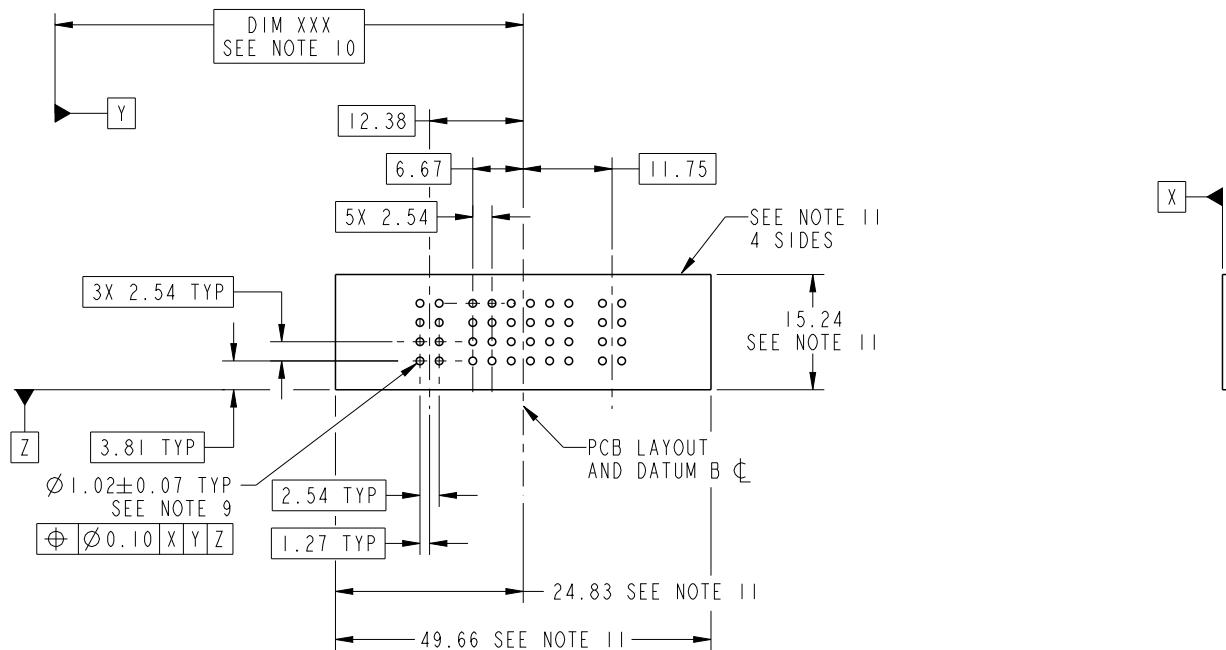 DIM XXX
SEE NOTE 10
Y
12.38
6.67
11.75
X
5X 2.54
SEE NOTE 11
4 SIDES
3X 2.54 TYP
15.24
SEE NOTE 11
Z
3.81 TYP
PCB LAYOUT
AND DATUM B ℄
Ø1.02±0.07 TYP
SEE NOTE 9
2.54 TYP
⌖ Ø0.10 X Y Z
1.27 TYP
24.83 SEE NOTE 11
49.66 SEE NOTE 11